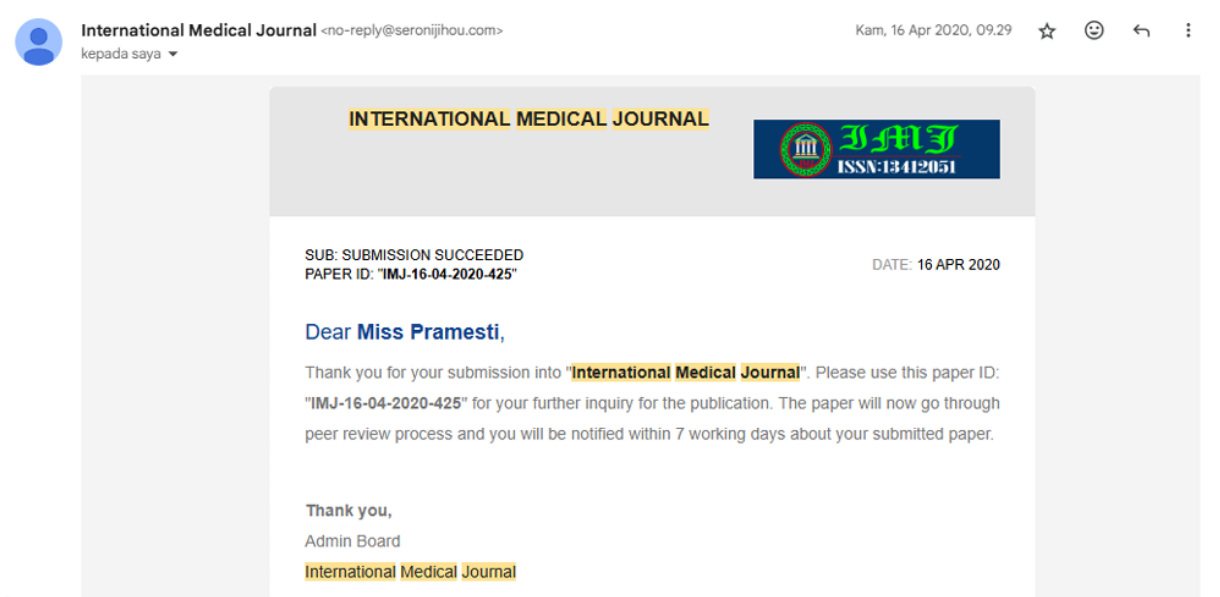 International Medical Journal <no-reply@seronijihou.com>
Kam, 16 Apr 2020, 09.29
kepada saya
INTERNATIONAL MEDICAL JOURNAL
IMJ
ISSN:13412051
SUB: SUBMISSION SUCCEEDED
PAPER ID: "IMJ-16-04-2020-425"
DATE: 16 APR 2020
Dear Miss Pramesti,
Thank you for your submission into "International Medical Journal". Please use this paper ID:
"IMJ-16-04-2020-425" for your further inquiry for the publication. The paper will now go through
peer review process and you will be notified within 7 working days about your submitted paper.
Thank you,
Admin Board
International Medical Journal